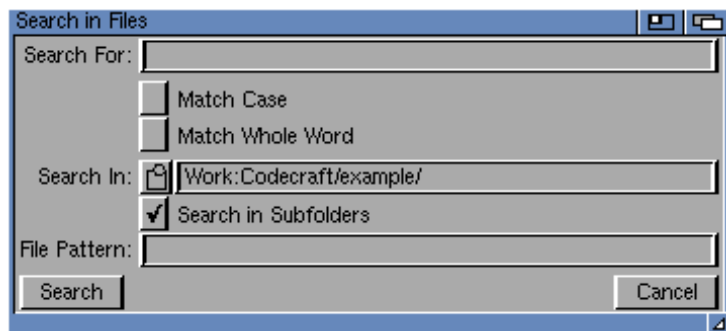 Search in Files
Search For:
Match Case
Match Whole Word
Search In: Work:Codecraft/example/
Search in Subfolders
File Pattern:
Search Cancel